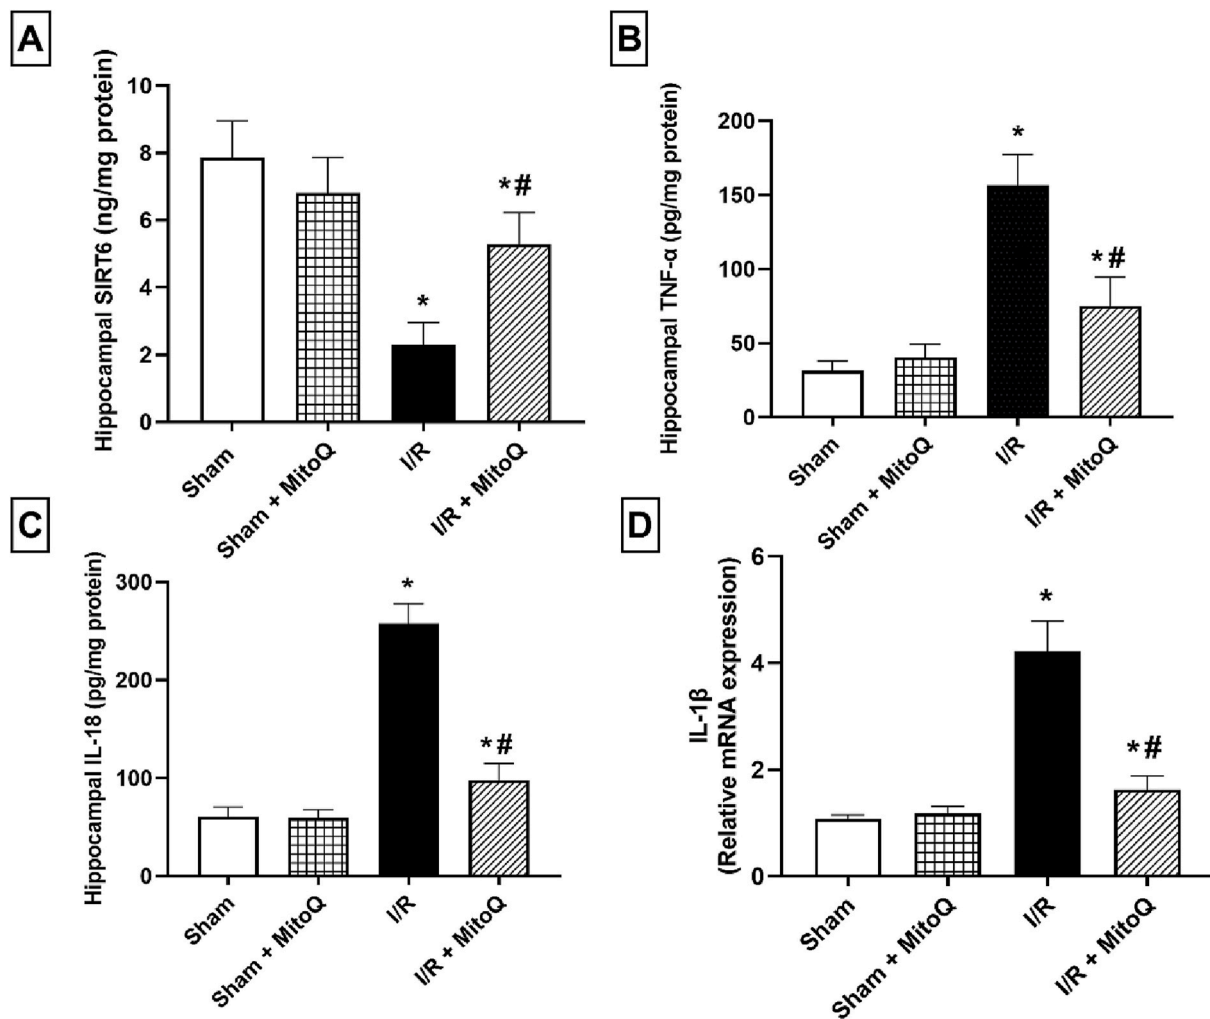 A
Hippocampal SIRT6 (ng/mg protein)
10
8
6
4
2
0
*
*#
Sham
Sham + MitoQ
I/R
I/R + MitoQ
B
Hippocampal TNF-α (pg/mg protein)
200
150
100
50
0
*
*#
Sham
Sham + MitoQ
I/R
I/R + MitoQ
C
Hippocampal IL-18 (pg/mg protein)
300
200
100
0
*
*#
Sham
Sham + MitoQ
I/R
I/R + MitoQ
D
IL-1β
(Relative mRNA expression)
6
4
2
0
*
*#
Sham
Sham + MitoQ
I/R
I/R + MitoQ